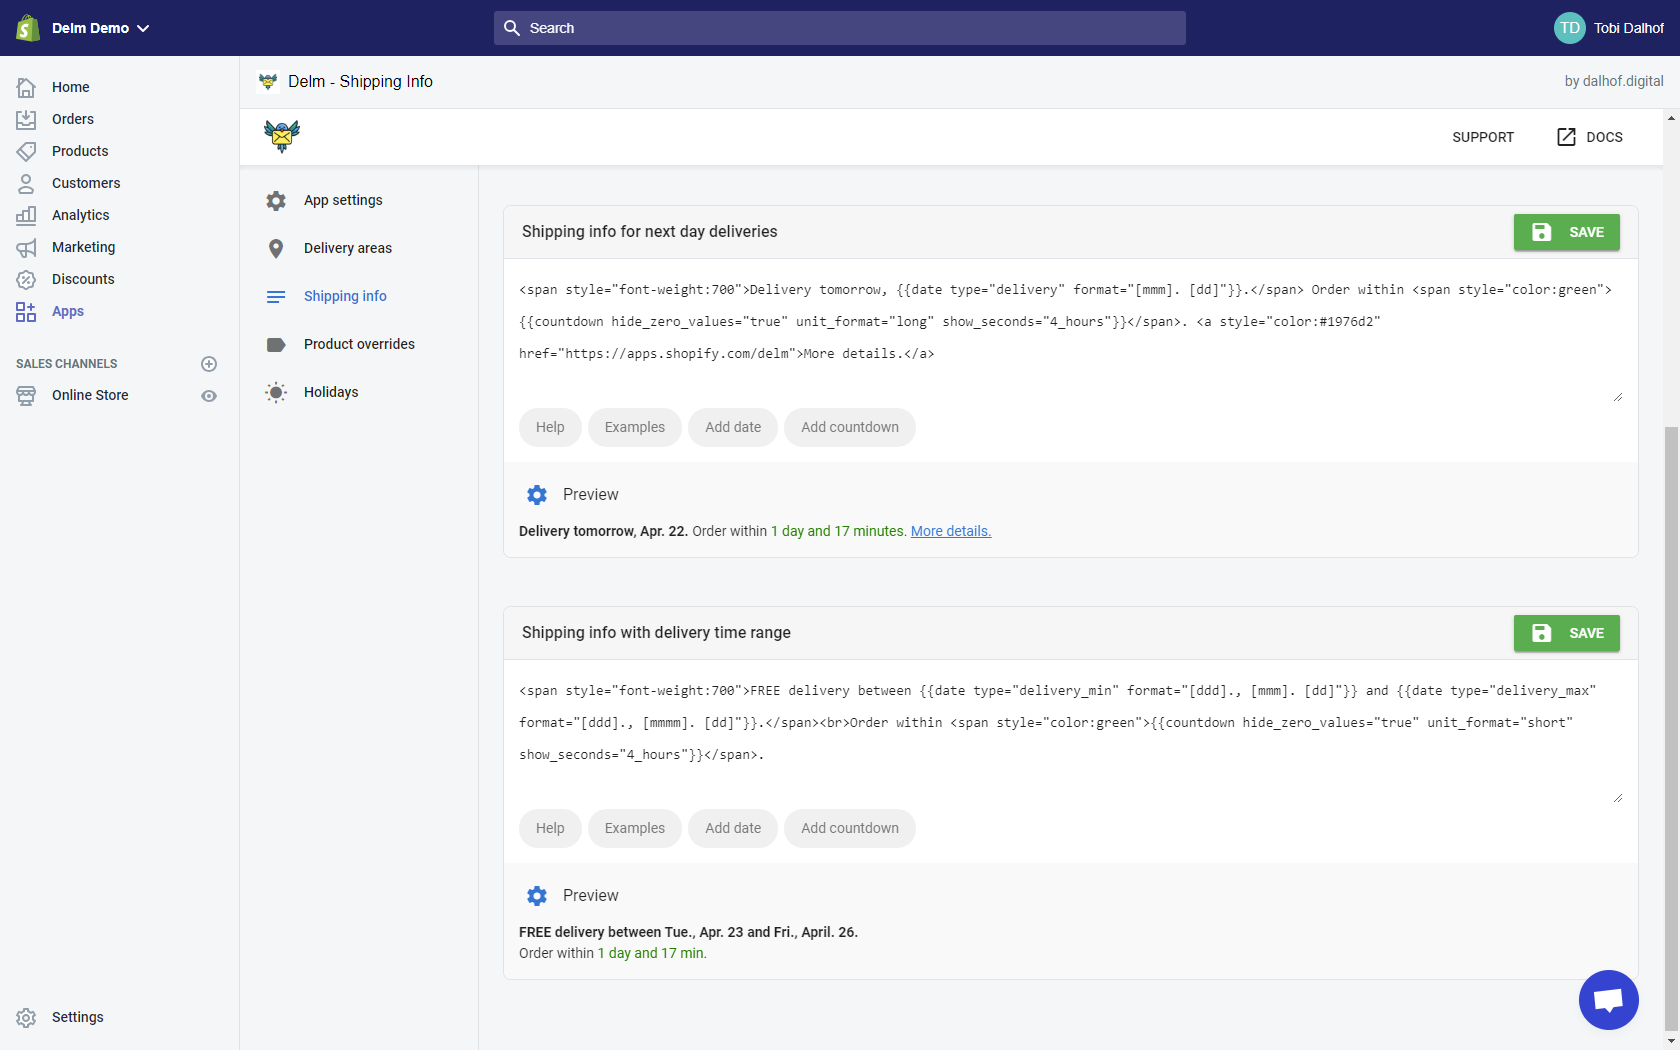 Delm Demo
Search
TD Tobi Dalhof
Home
Orders
Products
Customers
Analytics
Marketing
Discounts
Apps
SALES CHANNELS
Online Store
Settings
Delm - Shipping Info
by dalhof.digital
SUPPORT
DOCS
App settings
Delivery areas
Shipping info
Product overrides
Holidays
Shipping info for next day deliveries
SAVE
<span style="font-weight:700">Delivery tomorrow, {{date type="delivery" format="[mmm]. [dd]"}}.</span> Order within <span style="color:green">
{{countdown hide_zero_values="true" unit_format="long" show_seconds="4_hours"}}</span>. <a style="color:#1976d2"
href="https://apps.shopify.com/delm">More details.</a>
Help Examples Add date Add countdown
Preview
Delivery tomorrow, Apr. 22. Order within 1 day and 17 minutes. More details.
Shipping info with delivery time range
SAVE
<span style="font-weight:700">FREE delivery between {{date type="delivery_min" format="[ddd]., [mmm]. [dd]"}} and {{date type="delivery_max"
format="[ddd]., [mmmm]. [dd]"}}.</span><br>Order within <span style="color:green">{{countdown hide_zero_values="true" unit_format="short"
show_seconds="4_hours"}}</span>.
Help Examples Add date Add countdown
Preview
FREE delivery between Tue., Apr. 23 and Fri., April. 26.
Order within 1 day and 17 min.